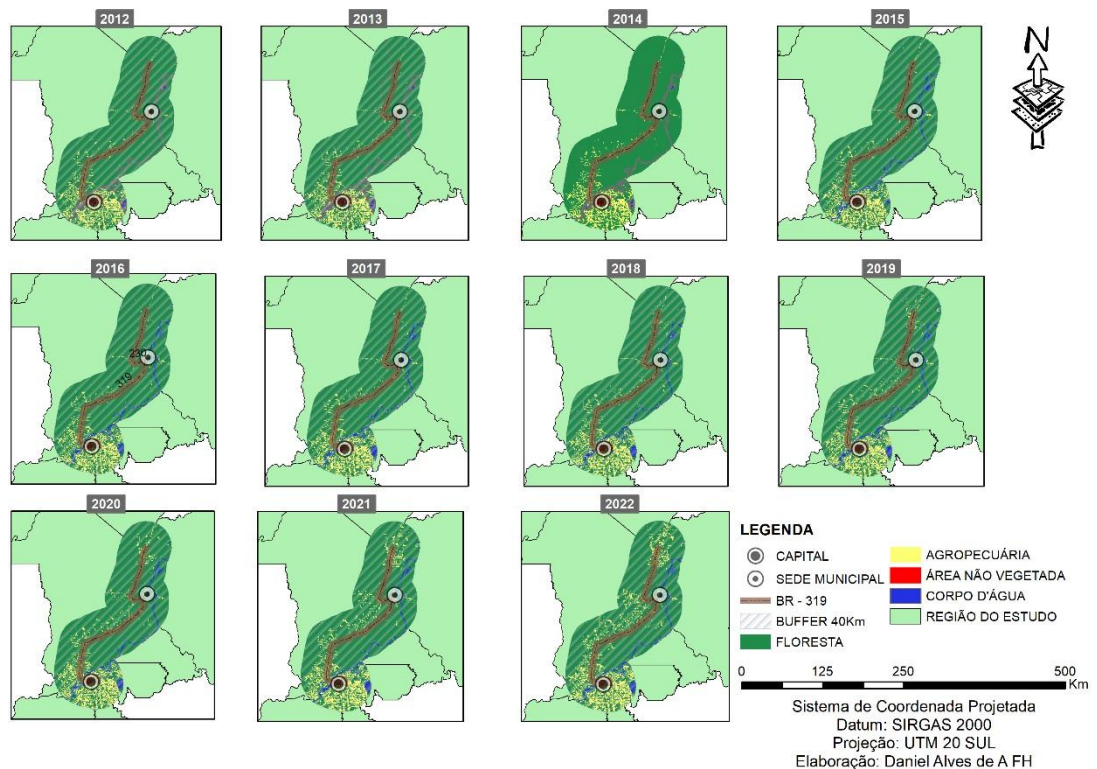 2012
2013
2014
2015
N
2016
2017
2018
2019
230
319
2020
2021
2022
LEGENDA
CAPITAL
SEDE MUNICIPAL
BR - 319
BUFFER 40Km
FLORESTA
AGROPECUÁRIA
ÁREA NÃO VEGETADA
CORPO D'ÁGUA
REGIÃO DO ESTUDO
0 125 250 500
Km
Sistema de Coordenada Projetada
Datum: SIRGAS 2000
Projeção: UTM 20 SUL
Elaboração: Daniel Alves de A FH